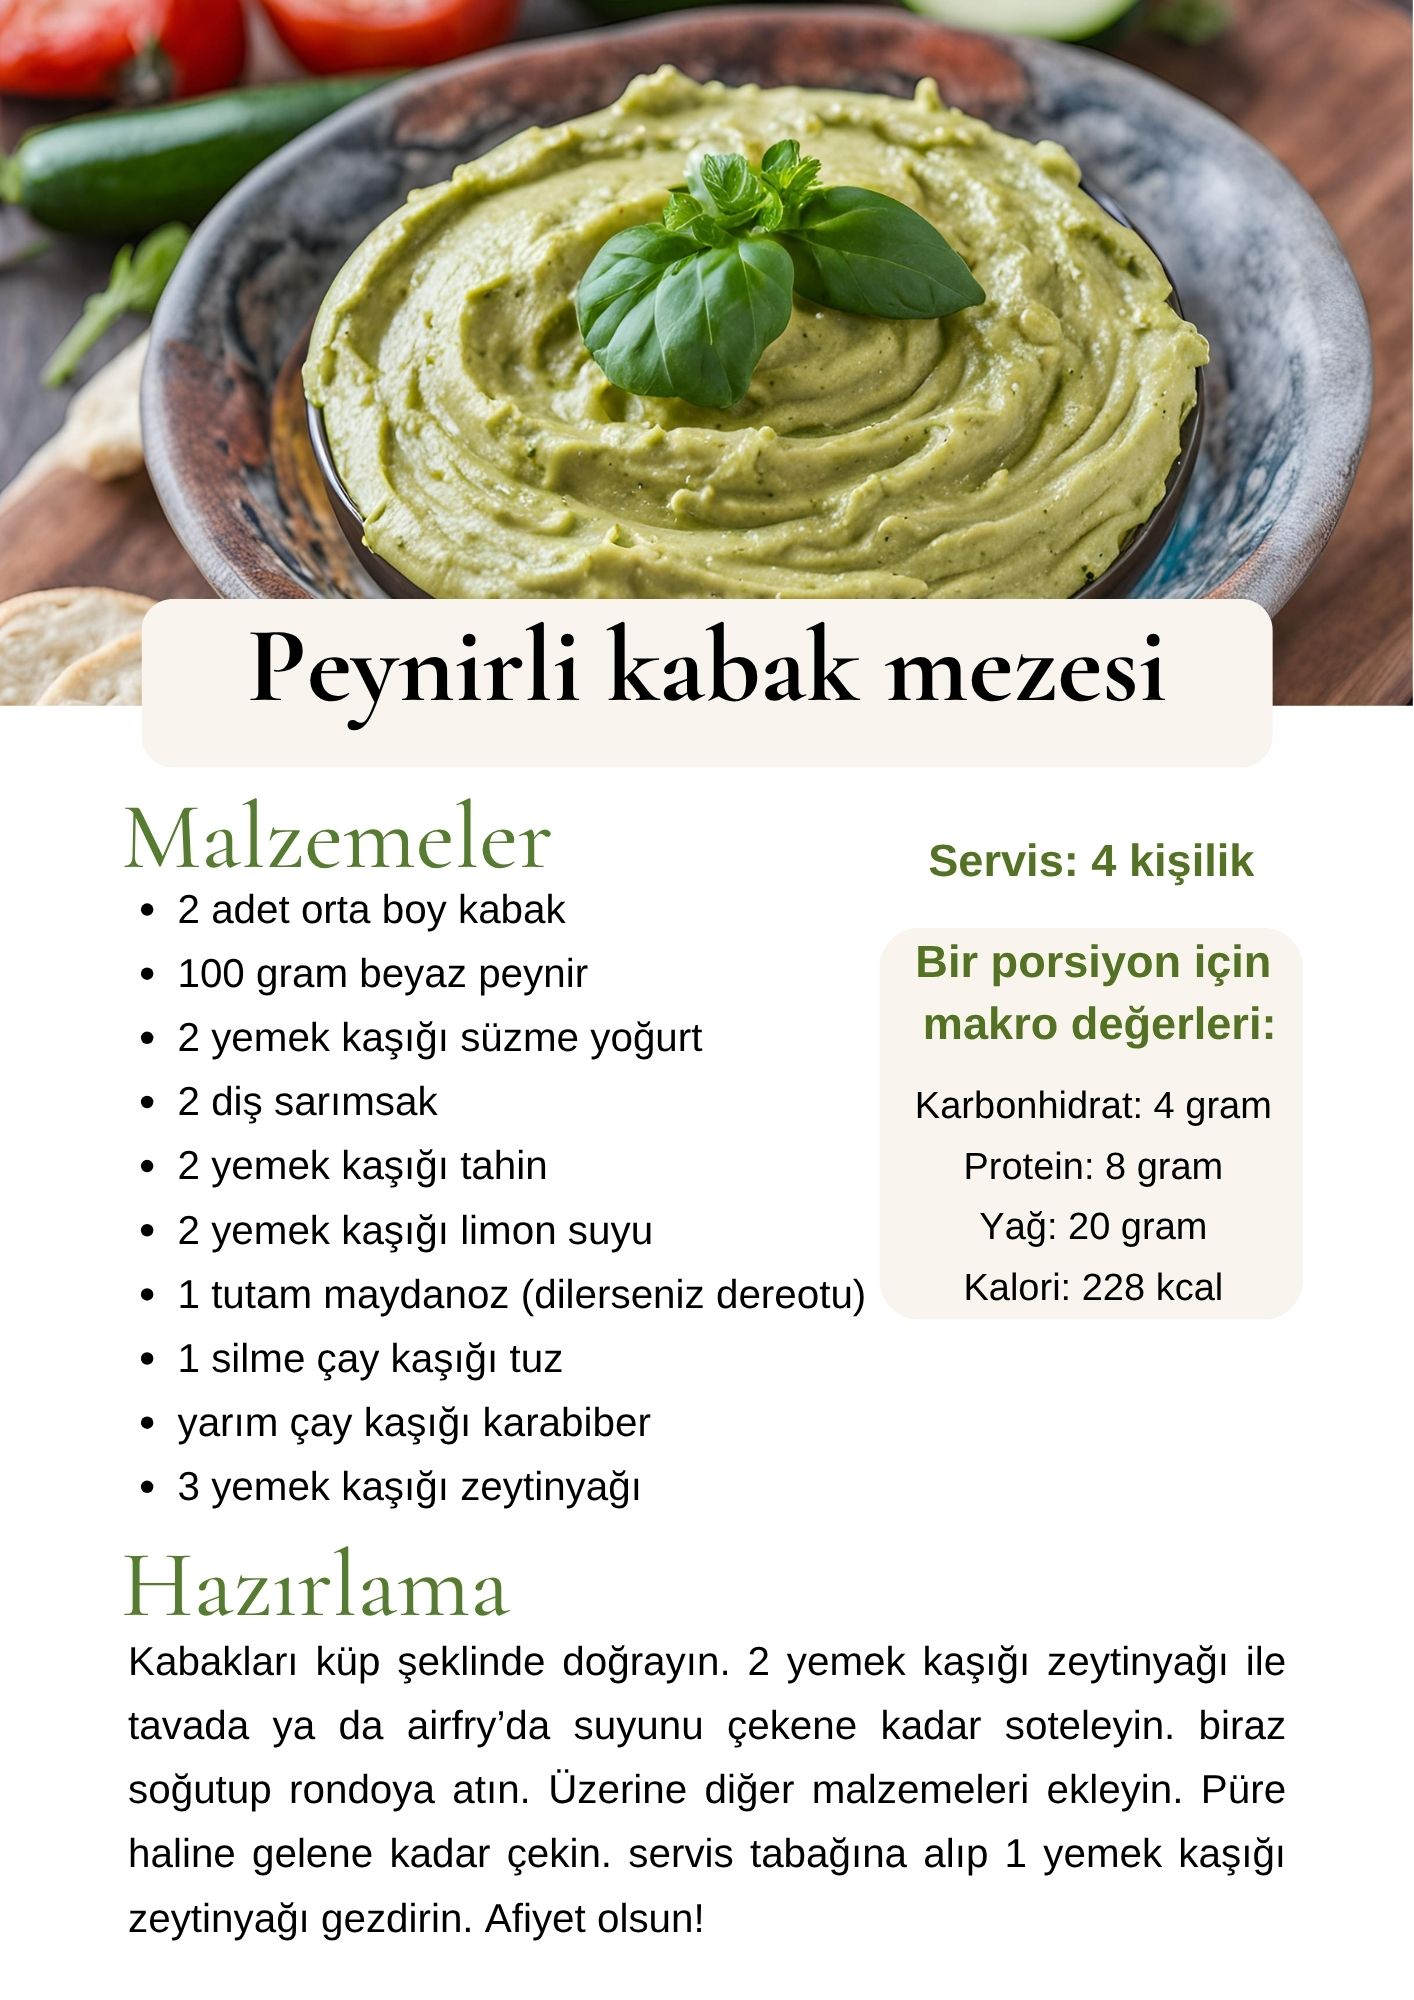 Peynirli kabak mezesi
Malzemeler
2 adet orta boy kabak
100 gram beyaz peynir
2 yemek kaşığı süzme yoğurt
2 diş sarımsak
2 yemek kaşığı tahin
2 yemek kaşığı limon suyu
1 tutam maydanoz (dilerseniz dereotu)
1 silme çay kaşığı tuz
yarım çay kaşığı karabiber
3 yemek kaşığı zeytinyağı
Servis: 4 kişilik
Bir porsiyon için
makro değerleri:
Karbonhidrat: 4 gram
Protein: 8 gram
Yağ: 20 gram
Kalori: 228 kcal
Hazırlama
Kabakları küp şeklinde doğrayın. 2 yemek kaşığı zeytinyağı ile
tavada ya da airfry’da suyunu çekene kadar soteleyin. biraz
soğutup rondoya atın. Üzerine diğer malzemeleri ekleyin. Püre
haline gelene kadar çekin. servis tabağına alıp 1 yemek kaşığı
zeytinyağı gezdirin. Afiyet olsun!